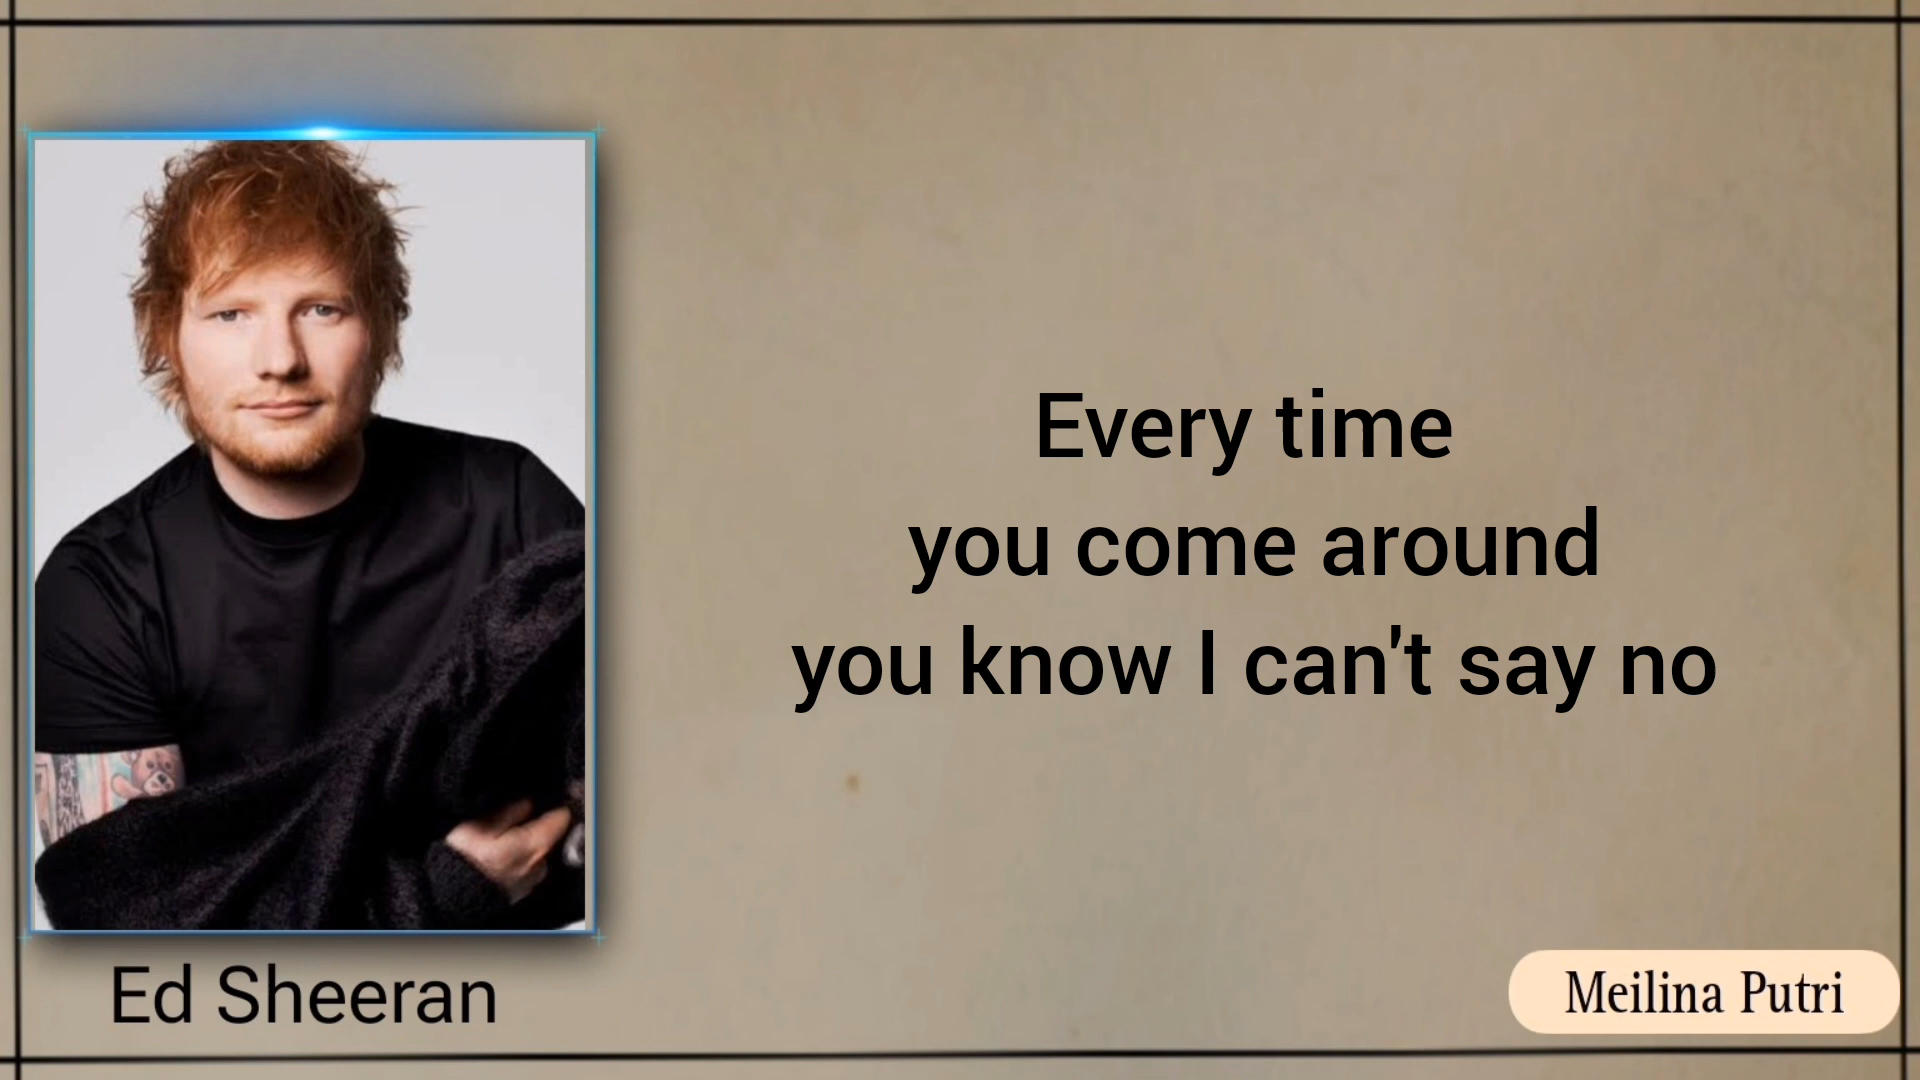 Every time
you come around
you know I can't say no
Ed Sheeran
Meilina Putri